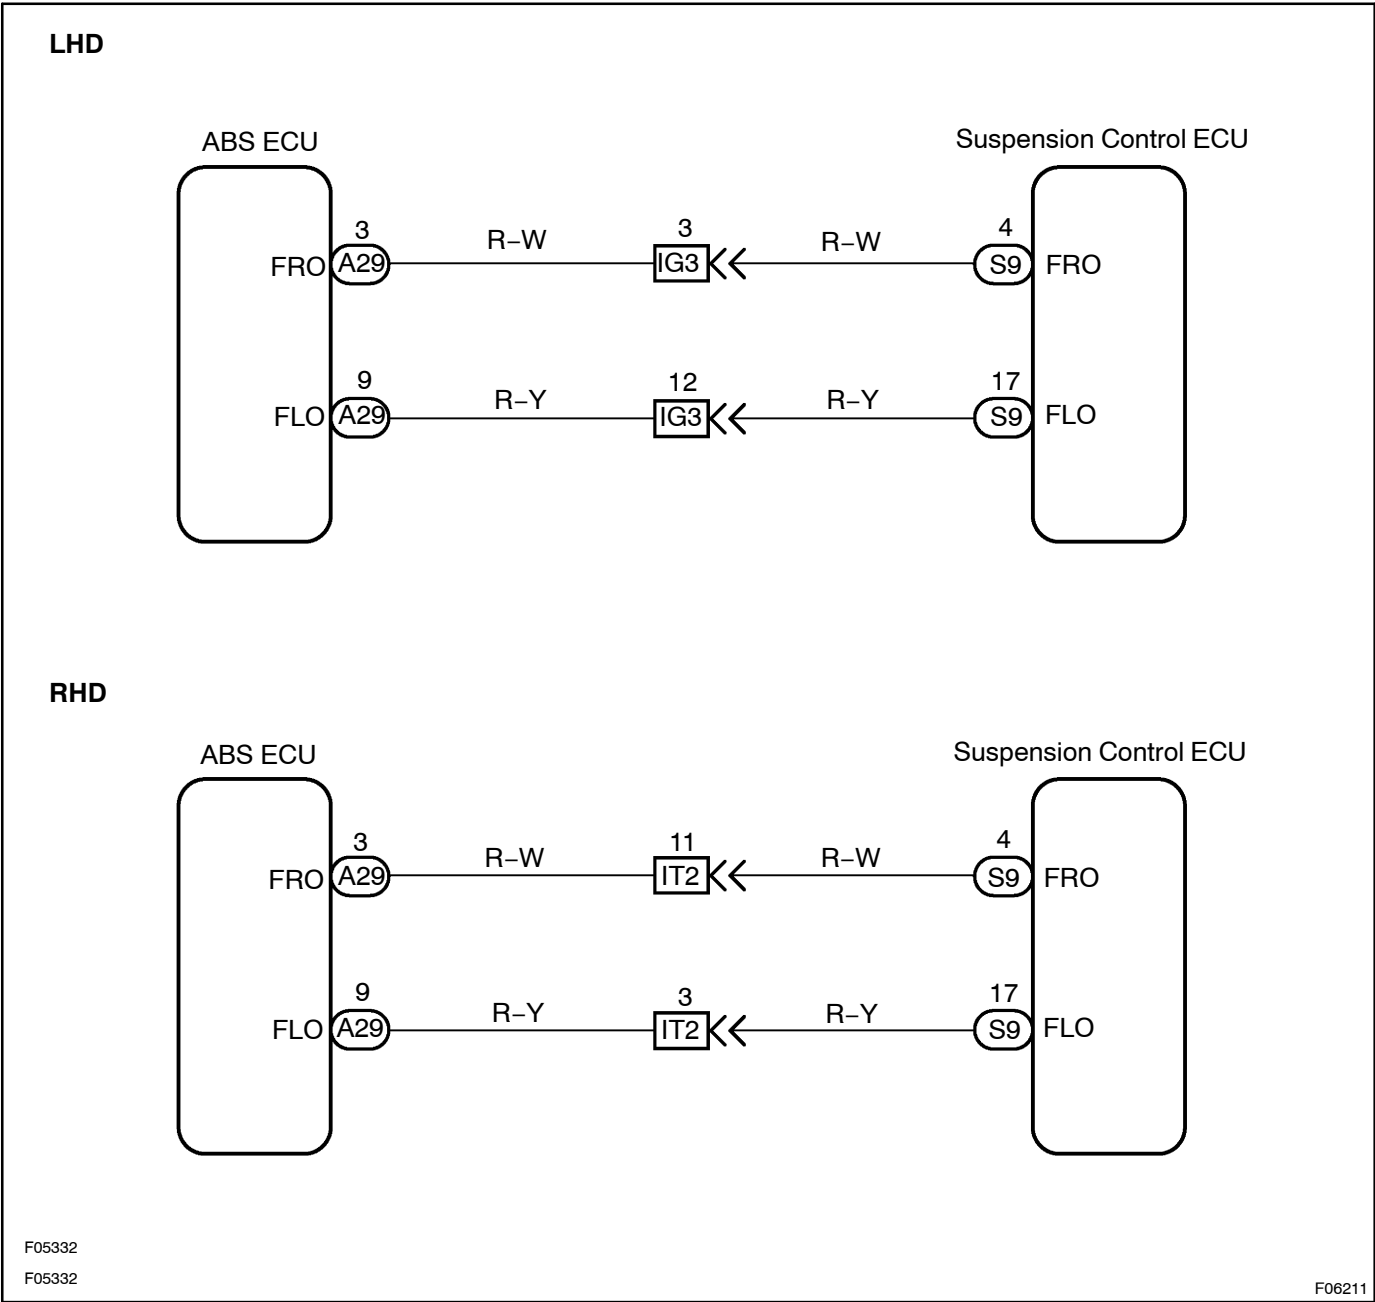 LHD
ABS ECU
Suspension Control ECU
3 R–W 3 R–W 4
FRO A29 IG3 S9 FRO
9 R–Y 12 R–Y 17
FLO A29 IG3 S9 FLO
RHD
ABS ECU
Suspension Control ECU
3 R–W 11 R–W 4
FRO A29 IT2 S9 FRO
9 R–Y 3 R–Y 17
FLO A29 IT2 S9 FLO
F05332
F05332
F06211